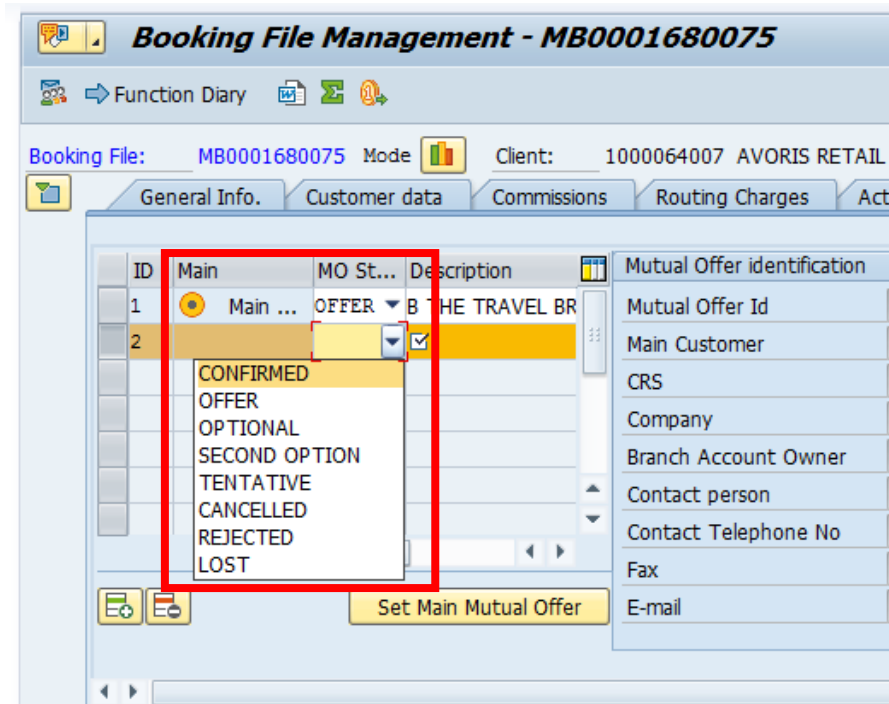 Booking File Management - MB0001680075
Function Diary
Booking File: MB0001680075 Mode Client: 1000064007 AVORIS RETAIL
General Info. Customer data Commissions Routing Charges Act
ID Main MO St... Description
1 Main ... OFFER B THE TRAVEL BR
2
CONFIRMED
OFFER
OPTIONAL
SECOND OPTION
TENTATIVE
CANCELLED
REJECTED
LOST
Set Main Mutual Offer
Mutual Offer identification
Mutual Offer Id
Main Customer
CRS
Company
Branch Account Owner
Contact person
Contact Telephone No
Fax
E-mail